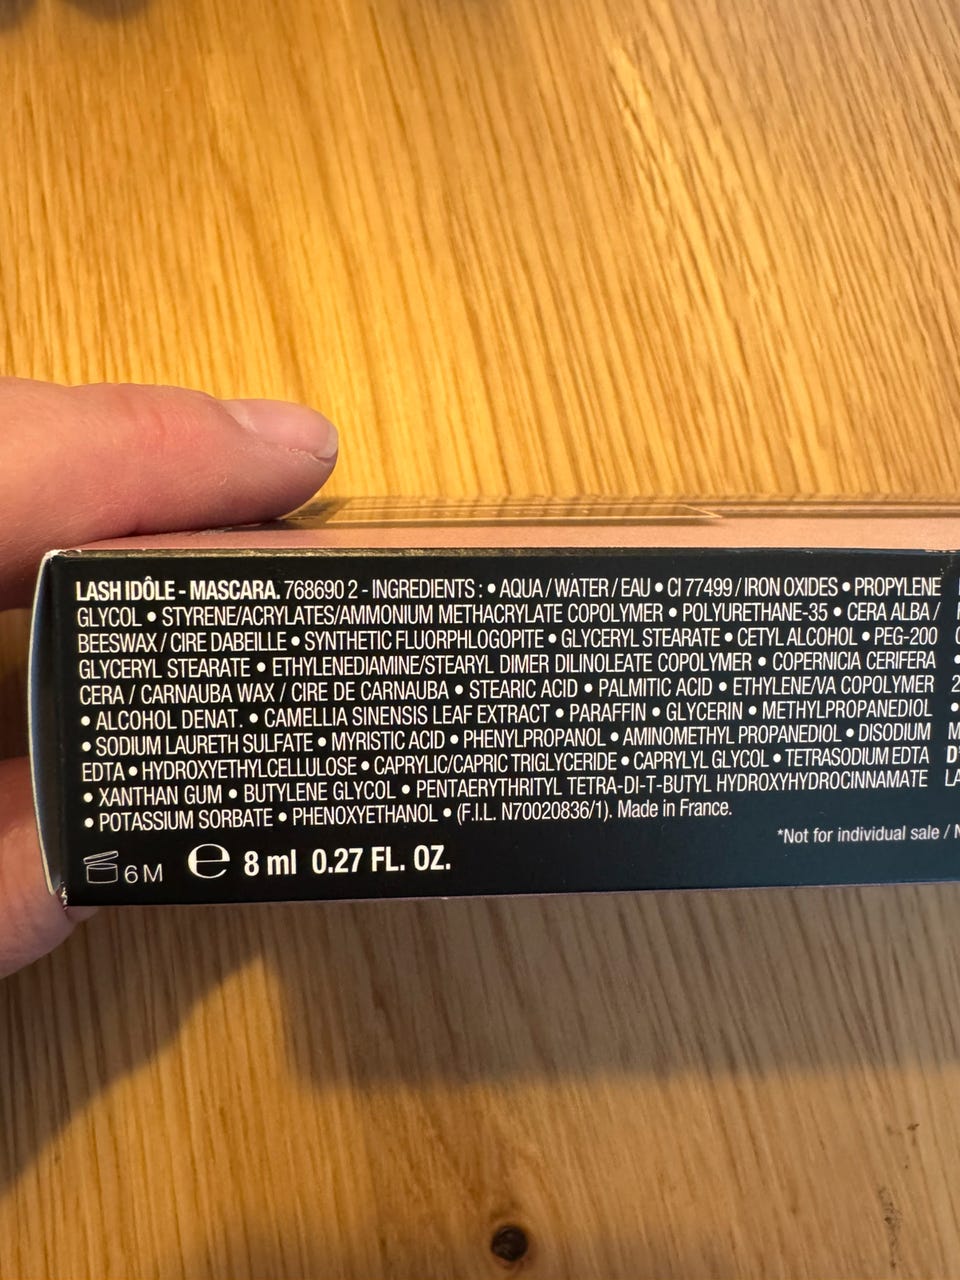 LASH IDÔLE - MASCARA. 768690 2 - INGREDIENTS : • AQUA / WATER / EAU • CI 77499 / IRON OXIDES • PROPYLENE
GLYCOL • STYRENE/ACRYLATES/AMMONIUM METHACRYLATE COPOLYMER • POLYURETHANE-35 • CERA ALBA /
BEESWAX / CIRE DABEILLE • SYNTHETIC FLUORPHLOGOPITE • GLYCERYL STEARATE • CETYL ALCOHOL • PEG-200
GLYCERYL STEARATE • ETHYLENEDIAMINE/STEARYL DIMER DILINOLEATE COPOLYMER • COPERNICIA CERIFERA
CERA / CARNAUBA WAX / CIRE DE CARNAUBA • STEARIC ACID • PALMITIC ACID • ETHYLENE/VA COPOLYMER
• ALCOHOL DENAT. • CAMELLIA SINENSIS LEAF EXTRACT • PARAFFIN • GLYCERIN • METHYLPROPANEDIOL
• SODIUM LAURETH SULFATE • MYRISTIC ACID • PHENYLPROPANOL • AMINOMETHYL PROPANEDIOL • DISODIUM
EDTA • HYDROXYETHYLCELLULOSE • CAPRYLIC/CAPRIC TRIGLYCERIDE • CAPRYLYL GLYCOL • TETRASODIUM EDTA
• XANTHAN GUM • BUTYLENE GLYCOL • PENTAERYTHRITYL TETRA-DI-T-BUTYL HYDROXYHYDROCINNAMATE
• POTASSIUM SORBATE • PHENOXYETHANOL • (F.I.L. N70020836/1). Made in France.
*Not for individual sale /
6M ℮ 8 ml 0.27 FL. OZ.